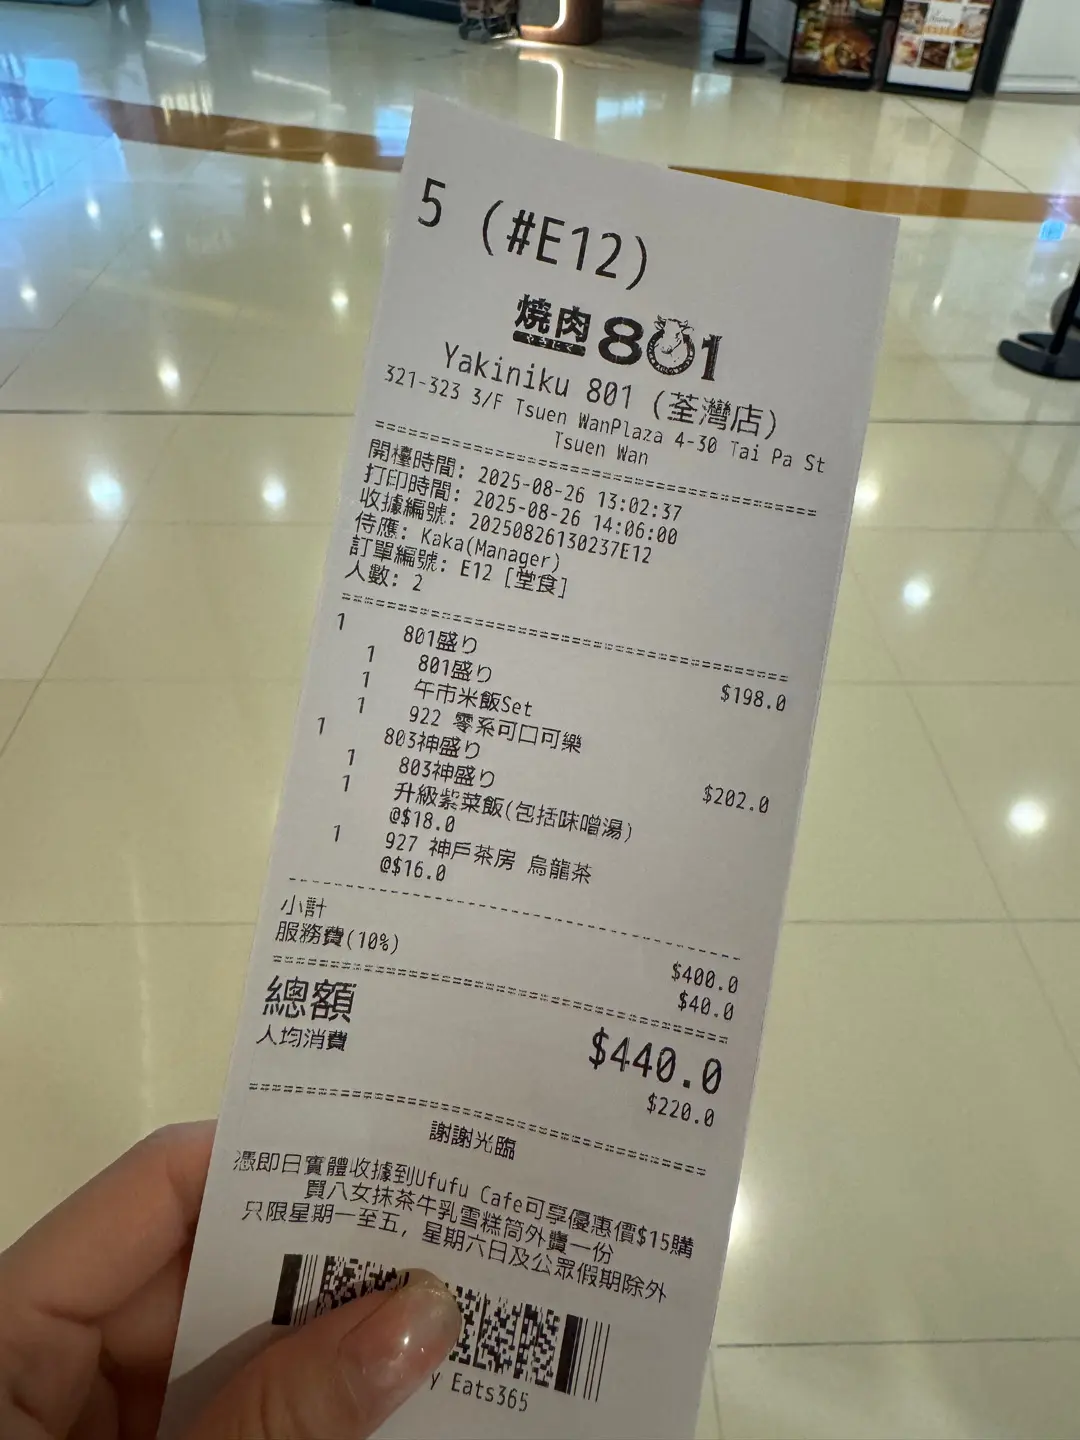 5 (#E12)
燒肉 801
やきにく
Yakiniku 801 (荃灣店)
321-323 3/F Tsuen WanPlaza 4-30 Tai Pa St
Tsuen Wan
開檯時間: 2025-08-26 13:02:37
打印時間: 2025-08-26 14:06:00
收據編號: 20250826130237E12
侍應: Kaka(Manager)
訂單編號: E12 [堂食]
人數: 2
1 801盛り $198.0
1 801盛り
1 午市米飯Set
1 922 零系可口可樂
1 803神盛り $202.0
1 803神盛り
1 升級紫菜飯(包括味噌湯)
@$18.0
1 927 神戶茶房 烏龍茶
@$16.0
小計 $400.0
服務費(10%) $40.0
總額 $440.0
人均消費 $220.0
謝謝光臨
憑即日實體收據到Ufufu Cafe可享優惠價$15購
買八女抹茶牛乳雪糕筒外賣一份
只限星期一至五, 星期六日及公眾假期除外
y Eats365